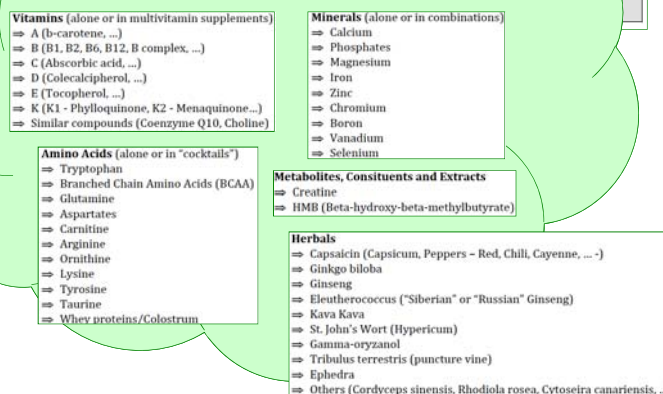 Vitamins (alone or in multivitamin supplements)
⇒ A (b-carotene, ...)
⇒ B (B1, B2, B6, B12, B complex, ...)
⇒ C (Abscorbic acid, ...)
⇒ D (Colecalcipherol, ...)
⇒ E (Tocopherol, ...)
⇒ K (K1 - Phylloquinone, K2 - Menaquinone...)
⇒ Similar compounds (Coenzyme Q10, Choline)
Minerals (alone or in combinations)
⇒ Calcium
⇒ Phosphates
⇒ Magnesium
⇒ Iron
⇒ Zinc
⇒ Chromium
⇒ Boron
⇒ Vanadium
⇒ Selenium
Amino Acids (alone or in "cocktails")
⇒ Tryptophan
⇒ Branched Chain Amino Acids (BCAA)
⇒ Glutamine
⇒ Aspartates
⇒ Carnitine
⇒ Arginine
⇒ Ornithine
⇒ Lysine
⇒ Tyrosine
⇒ Taurine
⇒ Whey proteins/Colostrum
Metabolites, Consituents and Extracts
⇒ Creatine
⇒ HMB (Beta-hydroxy-beta-methylbutyrate)
Herbals
⇒ Capsaicin (Capsicum, Peppers – Red, Chili, Cayenne, ... -)
⇒ Ginkgo biloba
⇒ Ginseng
⇒ Eleutherococcus ("Siberian" or "Russian" Ginseng)
⇒ Kava Kava
⇒ St. John's Wort (Hypericum)
⇒ Gamma-oryzanol
⇒ Tribulus terrestris (puncture vine)
⇒ Ephedra
⇒ Others (Cordyceps sinensis, Rhodiola rosea, Cytoseira canariensis, ..